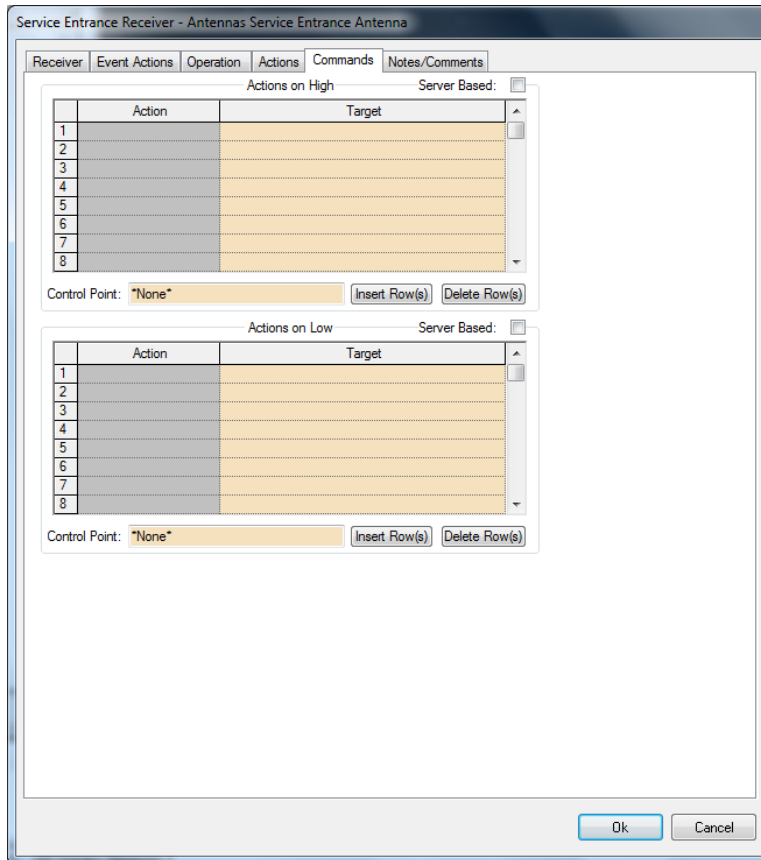 Service Entrance Receiver - Antennas Service Entrance Antenna
Receiver Event Actions Operation Actions Commands Notes/Comments
Actions on High Server Based:
Action Target
1
2
3
4
5
6
7
8
Control Point: *None* Insert Row(s) Delete Row(s)
Actions on Low Server Based:
Action Target
1
2
3
4
5
6
7
8
Control Point: *None* Insert Row(s) Delete Row(s)
Ok Cancel